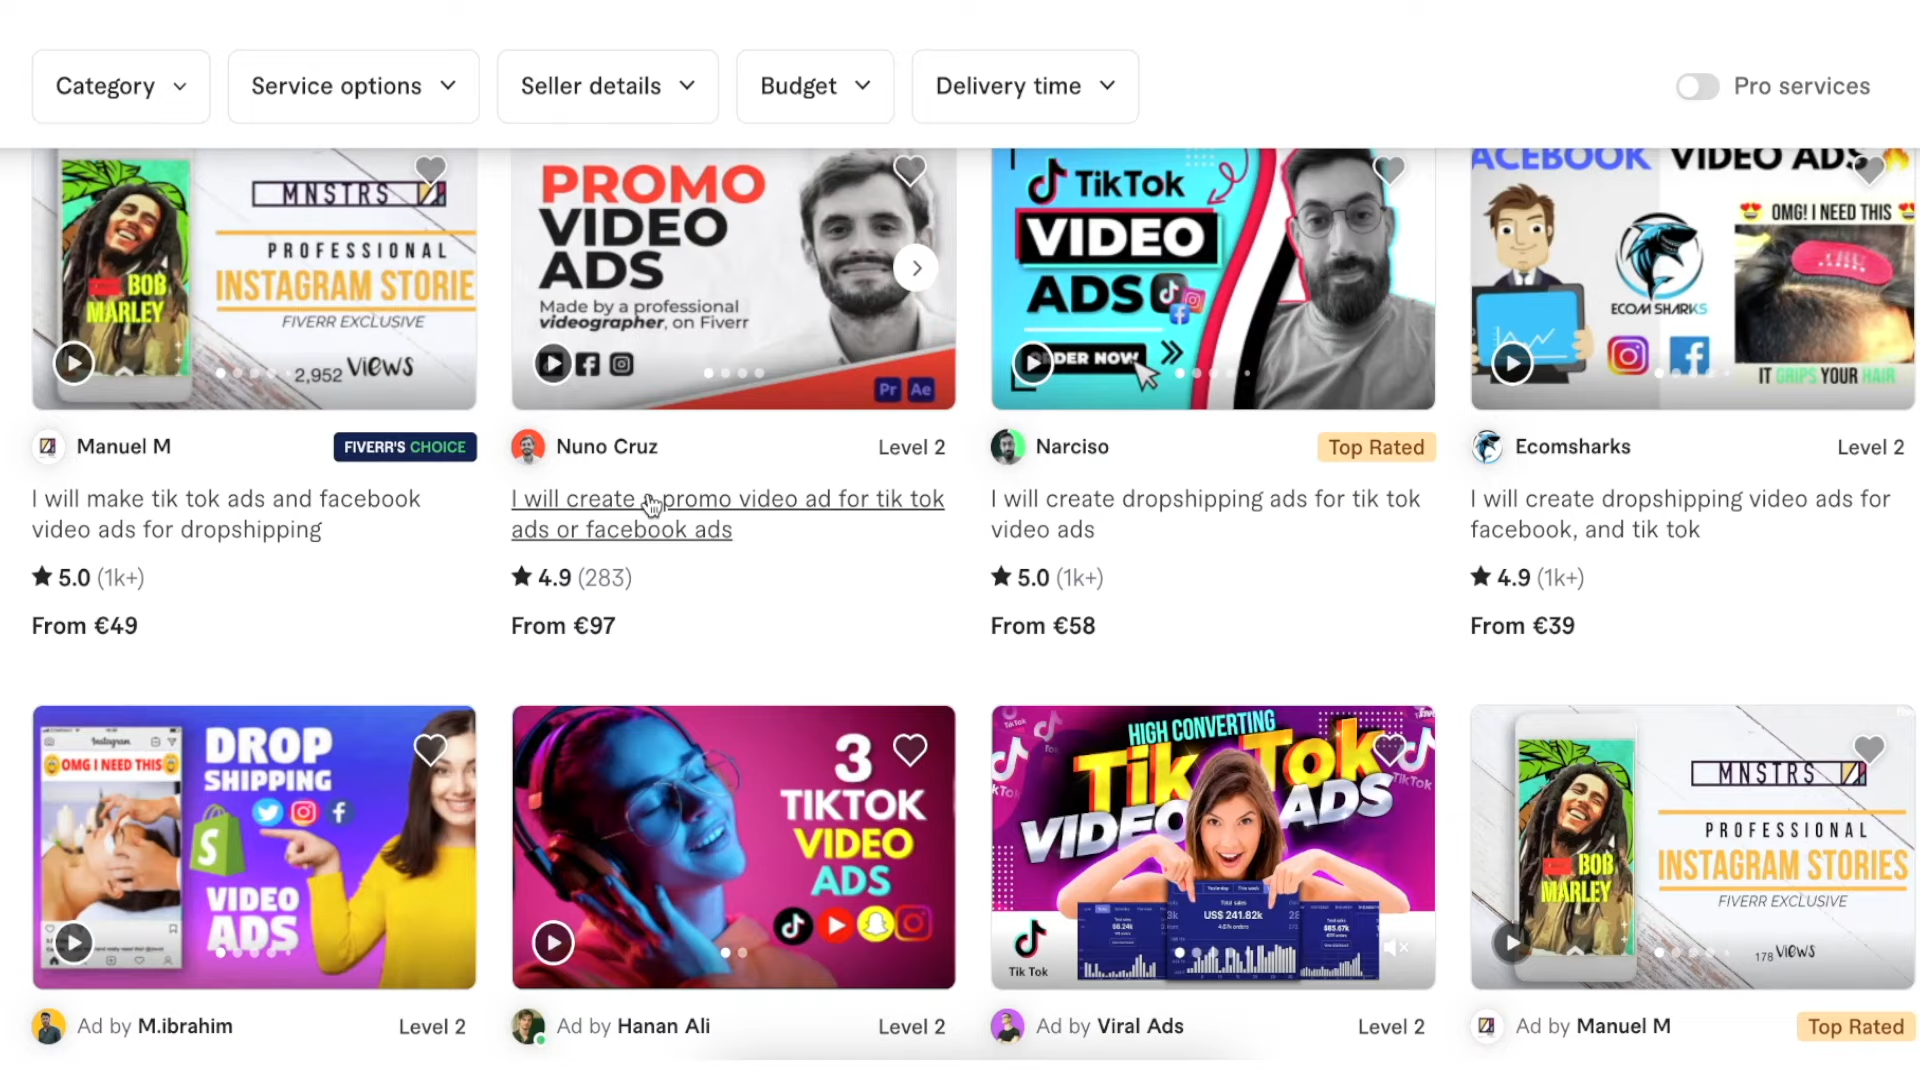 Category
Service options
Seller details
Budget
Delivery time
Pro services
MNSTRS
PROFESSIONAL
INSTAGRAM STORIE
FIVERR EXCLUSIVE
2,952 Views
BOB
MARLEY
PROMO
VIDEO
ADS
Made by a professional
videographer, on Fiverr
Pr Ae
TikTok
VIDEO
ADS
ORDER NOW
ACEBOOK VIDEO ADS
OMG! I NEED THIS
ECOM SHARKS
IT GRIPS YOUR HAIR
Manuel M
FIVERR'S CHOICE
Nuno Cruz
Level 2
Narciso
Top Rated
Ecomsharks
Level 2
I will make tik tok ads and facebook
video ads for dropshipping
I will create promo video ad for tik tok
ads or facebook ads
I will create dropshipping ads for tik tok
video ads
I will create dropshipping video ads for
facebook, and tik tok
5.0 (1k+)
4.9 (283)
5.0 (1k+)
4.9 (1k+)
From €49
From €97
From €58
From €39
Instagram
OMG I NEED THIS
DROP
SHIPPING
VIDEO
ADS
3
TIKTOK
VIDEO
ADS
HIGH CONVERTING
TikTok
VIDEO ADS
Total sales
US$ 241.82k
Tik Tok
MNSTRS
PROFESSIONAL
INSTAGRAM STORIES
FIVERR EXCLUSIVE
178 Views
BOB
MARLEY
Ad by M.ibrahim
Level 2
Ad by Hanan Ali
Level 2
Ad by Viral Ads
Level 2
Ad by Manuel M
Top Rated